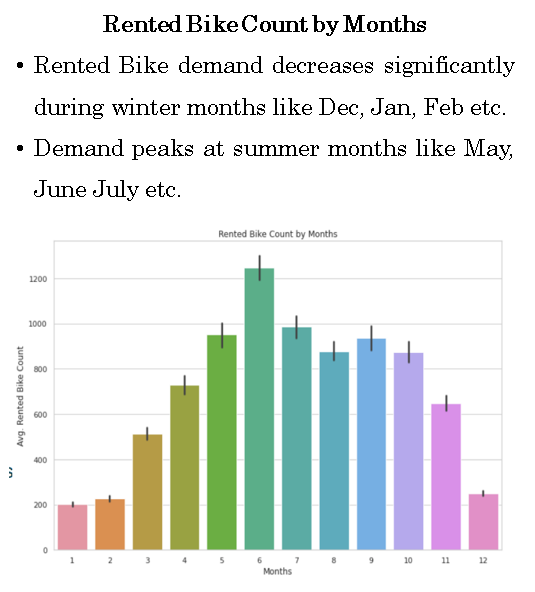 Rented Bike Count by Months
• Rented Bike demand decreases significantly
during winter months like Dec, Jan, Feb etc.
• Demand peaks at summer months like May,
June July etc.
Rented Bike Count by Months
Avg. Rented Bike Count
1200
1000
800
600
400
200
0
1 2 3 4 5 6 7 8 9 10 11 12
Months